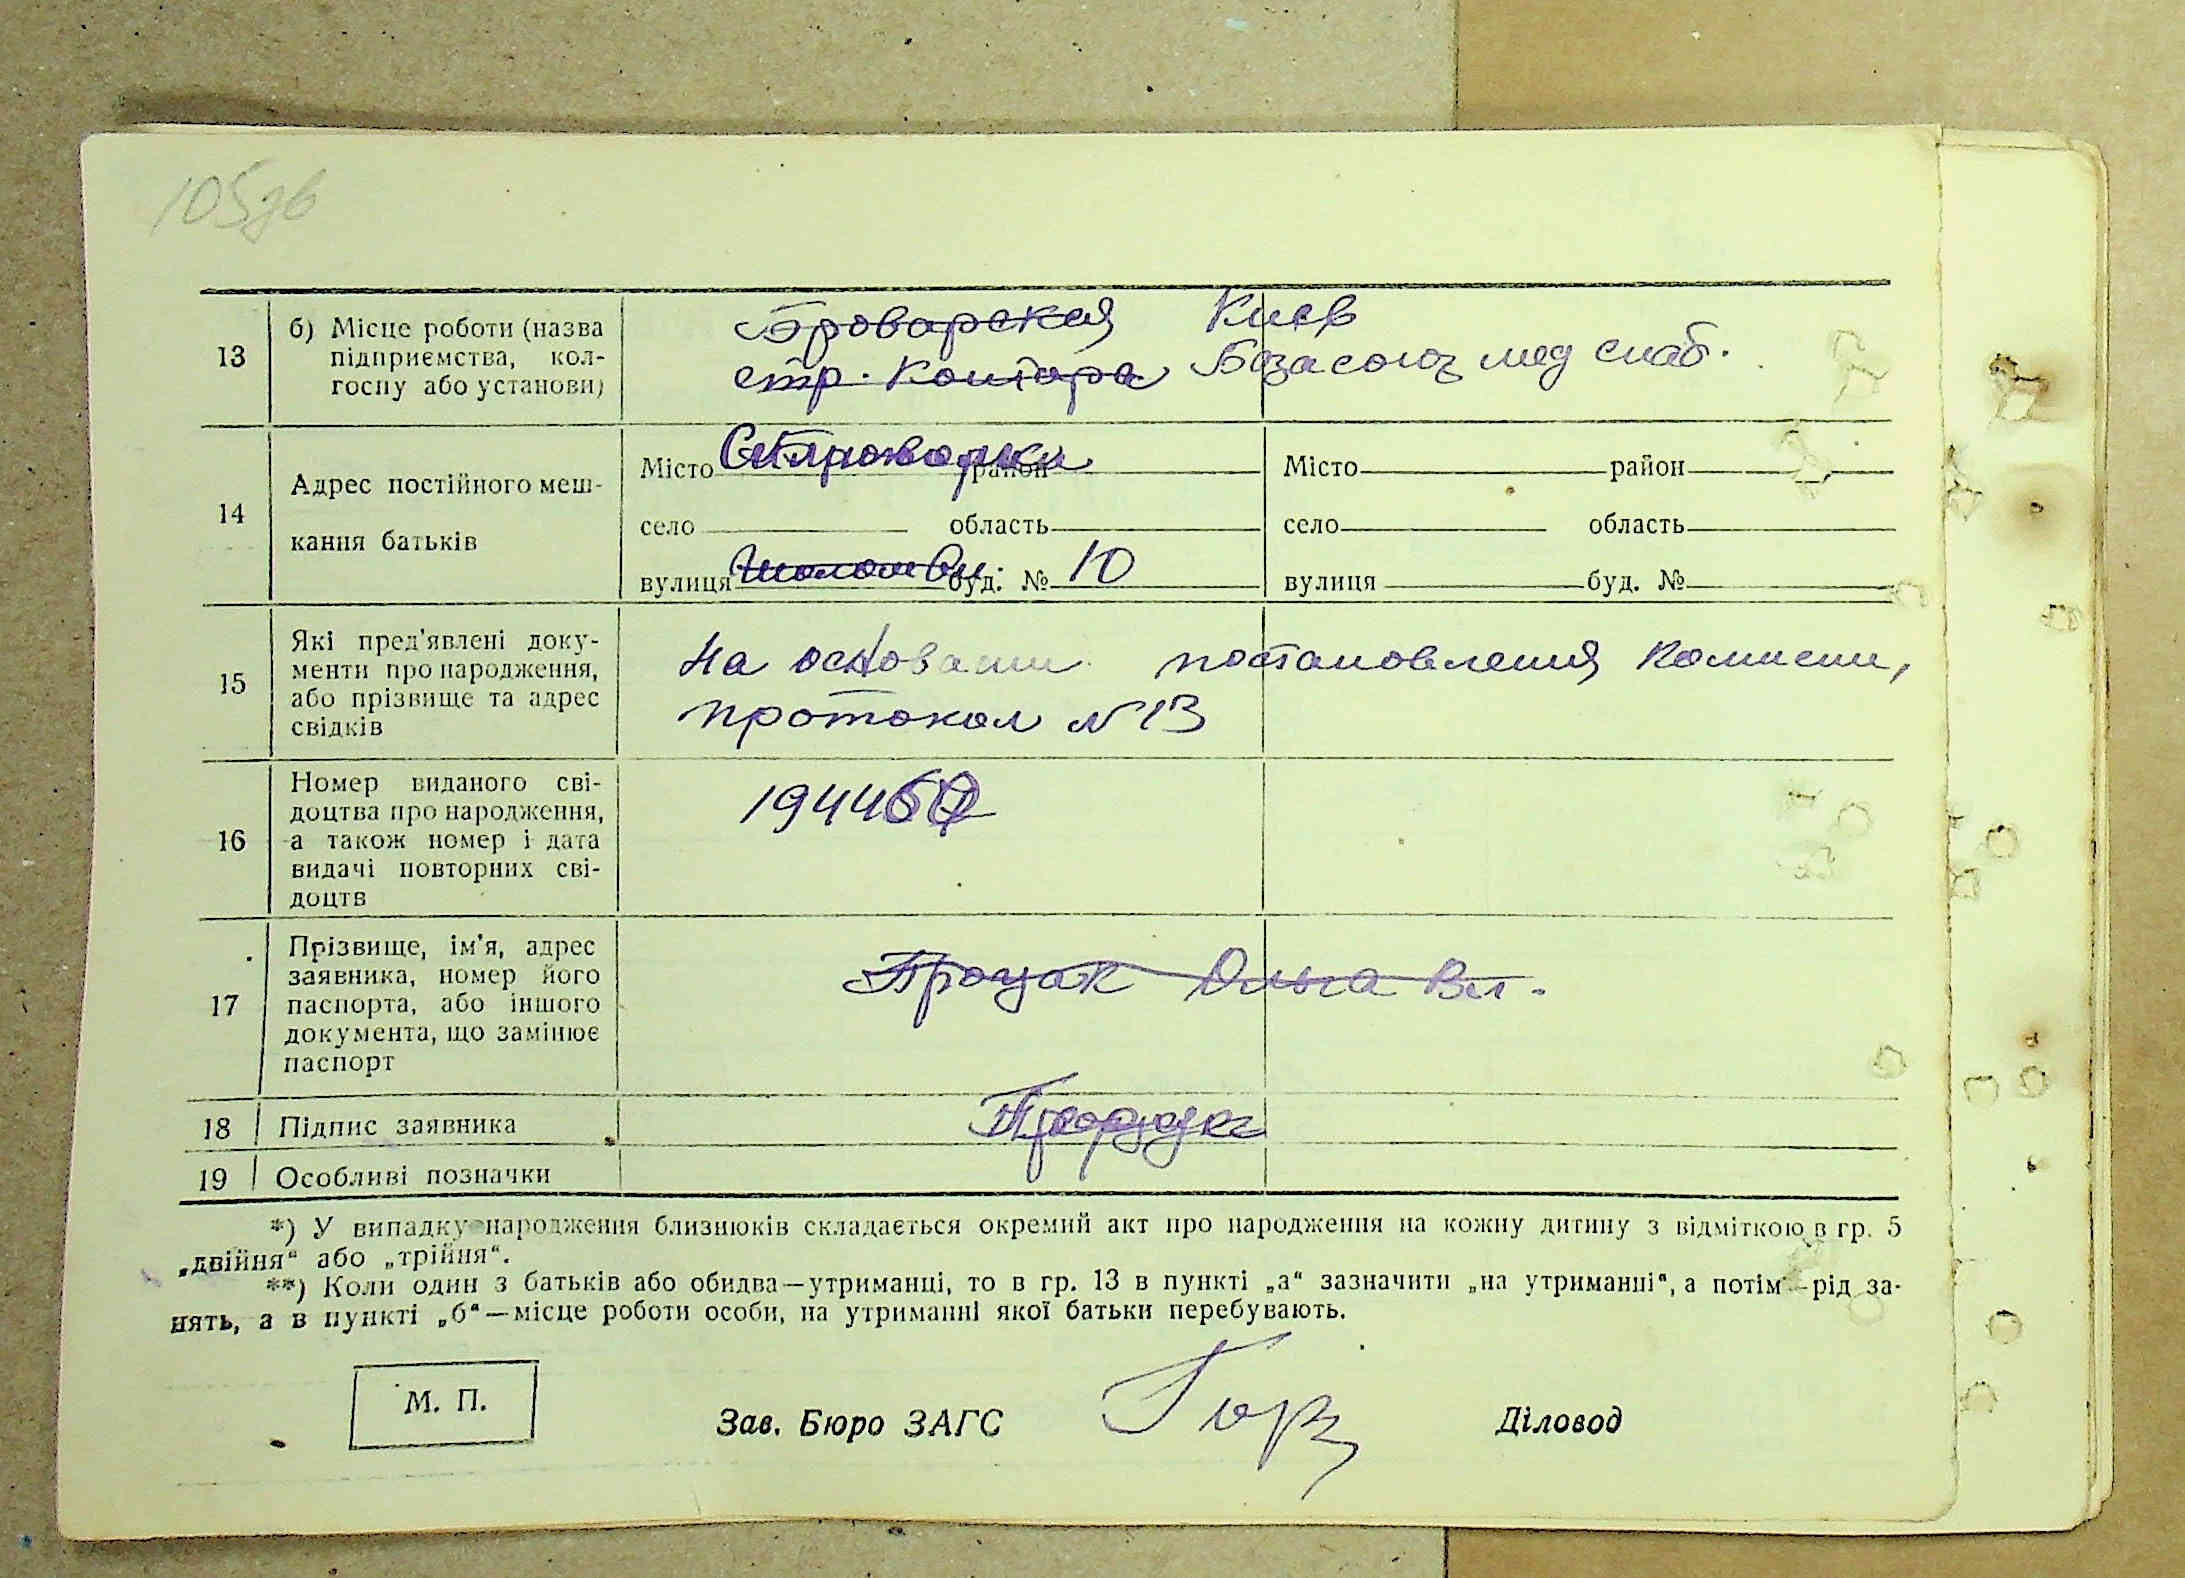 105зв
13
б) Місце роботи (назва
підприємства, кол-
госпу або установи)
Броварская
стр. контора
Киев
База союз мед снаб.
14
Адрес постійного меш-
кання батьків
Місто район
село область
вулиця буд. № 10
Місто район
село область
вулиця буд. №
15
Які пред'явлені доку-
менти про народження,
або прізвище та адрес
свідків
На основании постановления комиссии,
протокол N 13
16
Номер виданого сві-
доцтва про народження,
а також номер і дата
видачі повторних сві-
доцтв
17
Прізвище, ім'я, адрес
заявника, номер його
паспорта, або іншого
документа, що замінює
паспорт
Процак Ольга Вл.
18
Підпис заявника
19
Особливі позначки
*) У випадку народження близнюків складається окремий акт про народження на кожну дитину з відміткою в гр. 5
„двійня“ або „трійня“.
**) Коли один з батьків або обидва—утриманці, то в гр. 13 в пункті „а“ зазначити „на утриманні“, а потім—рід за-
нять, а в пункті „б“—місце роботи особи, на утриманні якої батьки перебувають.
М. П.
Зав. Бюро ЗАГС
Діловод